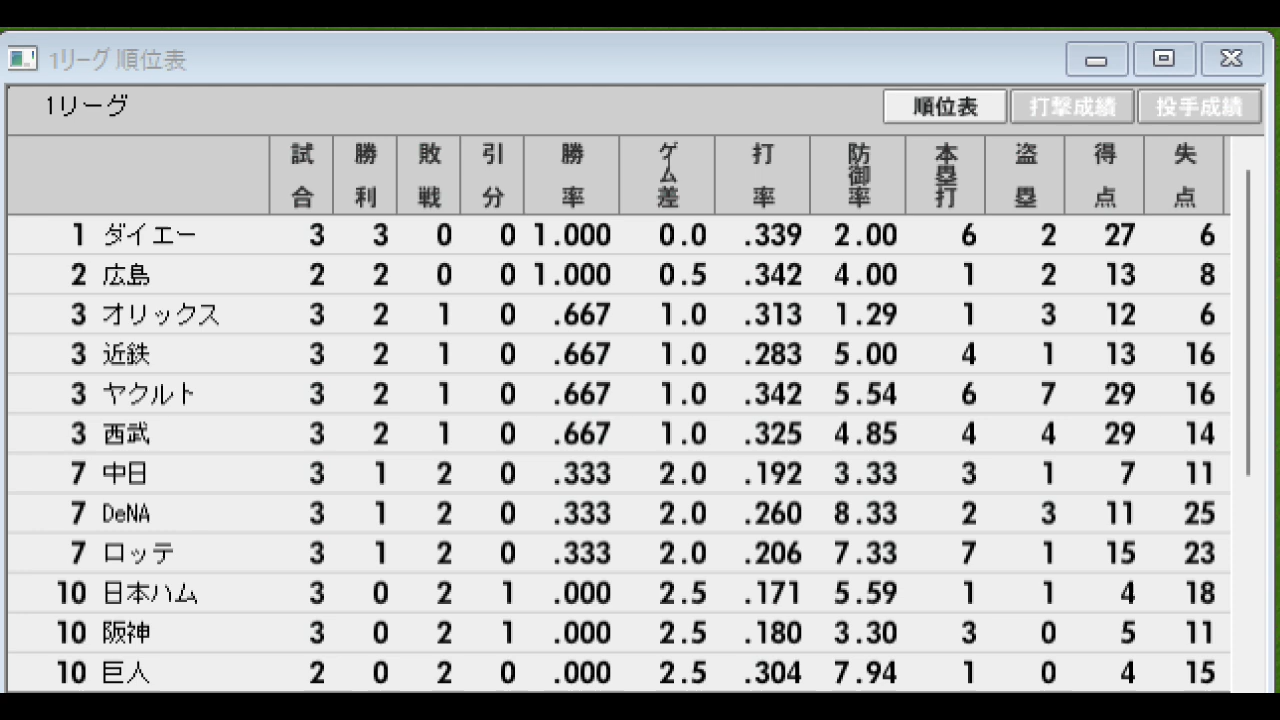 1リーグ 順位表
1リーグ 順位表 打撃成績 投手成績
試合 勝利 敗戦 引分 勝率 ゲーム差 打率 防御率 本塁打 盗塁 得点 失点
1 ダイエー 3 3 0 0 1.000 0.0 .339 2.00 6 2 27 6
2 広島 2 2 0 0 1.000 0.5 .342 4.00 1 2 13 8
3 オリックス 3 2 1 0 .667 1.0 .313 1.29 1 3 12 6
3 近鉄 3 2 1 0 .667 1.0 .283 5.00 4 1 13 16
3 ヤクルト 3 2 1 0 .667 1.0 .342 5.54 6 7 29 16
3 西武 3 2 1 0 .667 1.0 .325 4.85 4 4 29 14
7 中日 3 1 2 0 .333 2.0 .192 3.33 3 1 7 11
7 DeNA 3 1 2 0 .333 2.0 .260 8.33 2 3 11 25
7 ロッテ 3 1 2 0 .333 2.0 .206 7.33 7 1 15 23
10 日本ハム 3 0 2 1 .000 2.5 .171 5.59 1 1 4 18
10 阪神 3 0 2 1 .000 2.5 .180 3.30 3 0 5 11
10 巨人 2 0 2 0 .000 2.5 .304 7.94 1 0 4 15